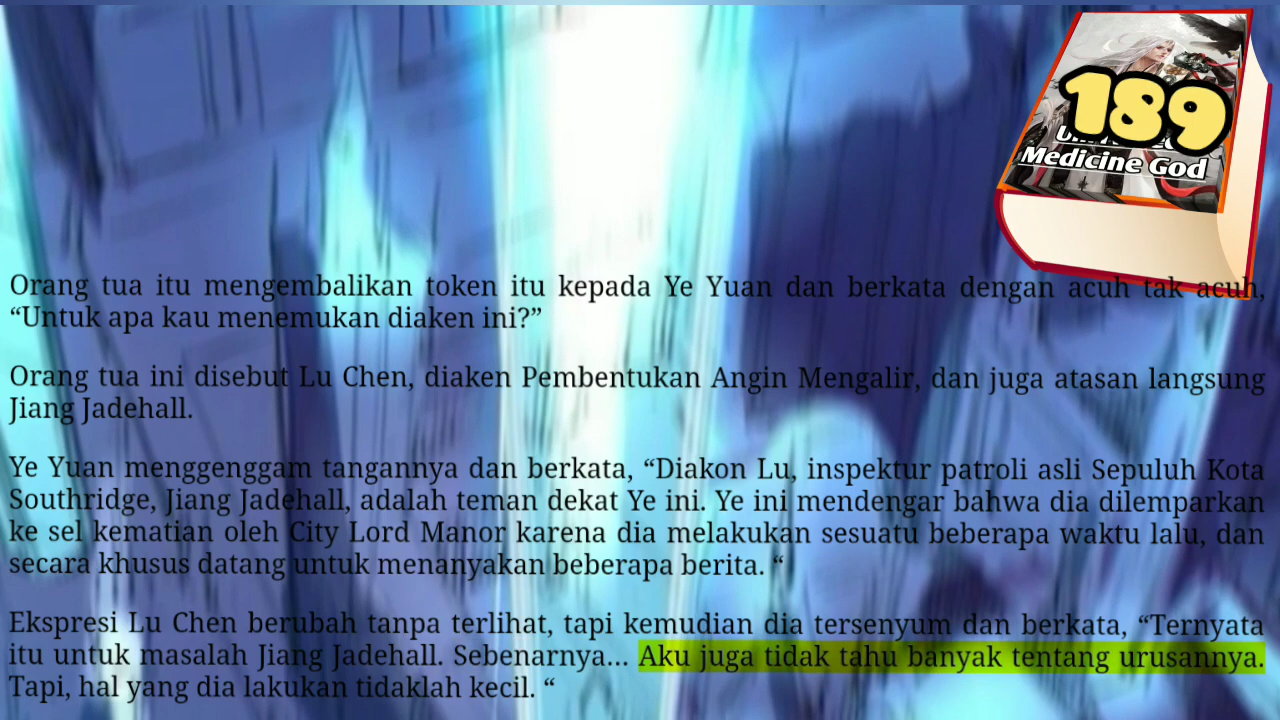 189
Medicine God
Orang tua itu mengembalikan token itu kepada Ye Yuan dan berkata dengan acuh tak acuh,
“Untuk apa kau menemukan diaken ini?”
Orang tua ini disebut Lu Chen, diaken Pembentukan Angin Mengalir, dan juga atasan langsung
Jiang Jadehall.
Ye Yuan menggenggam tangannya dan berkata, “Diakon Lu, inspektur patroli asli Sepuluh Kota
Southridge, Jiang Jadehall, adalah teman dekat Ye ini. Ye ini mendengar bahwa dia dilemparkan
ke sel kematian oleh City Lord Manor karena dia melakukan sesuatu beberapa waktu lalu, dan
secara khusus datang untuk menanyakan beberapa berita. “
Ekspresi Lu Chen berubah tanpa terlihat, tapi kemudian dia tersenyum dan berkata, “Ternyata
itu untuk masalah Jiang Jadehall. Sebenarnya... Aku juga tidak tahu banyak tentang urusannya.
Tapi, hal yang dia lakukan tidaklah kecil. “